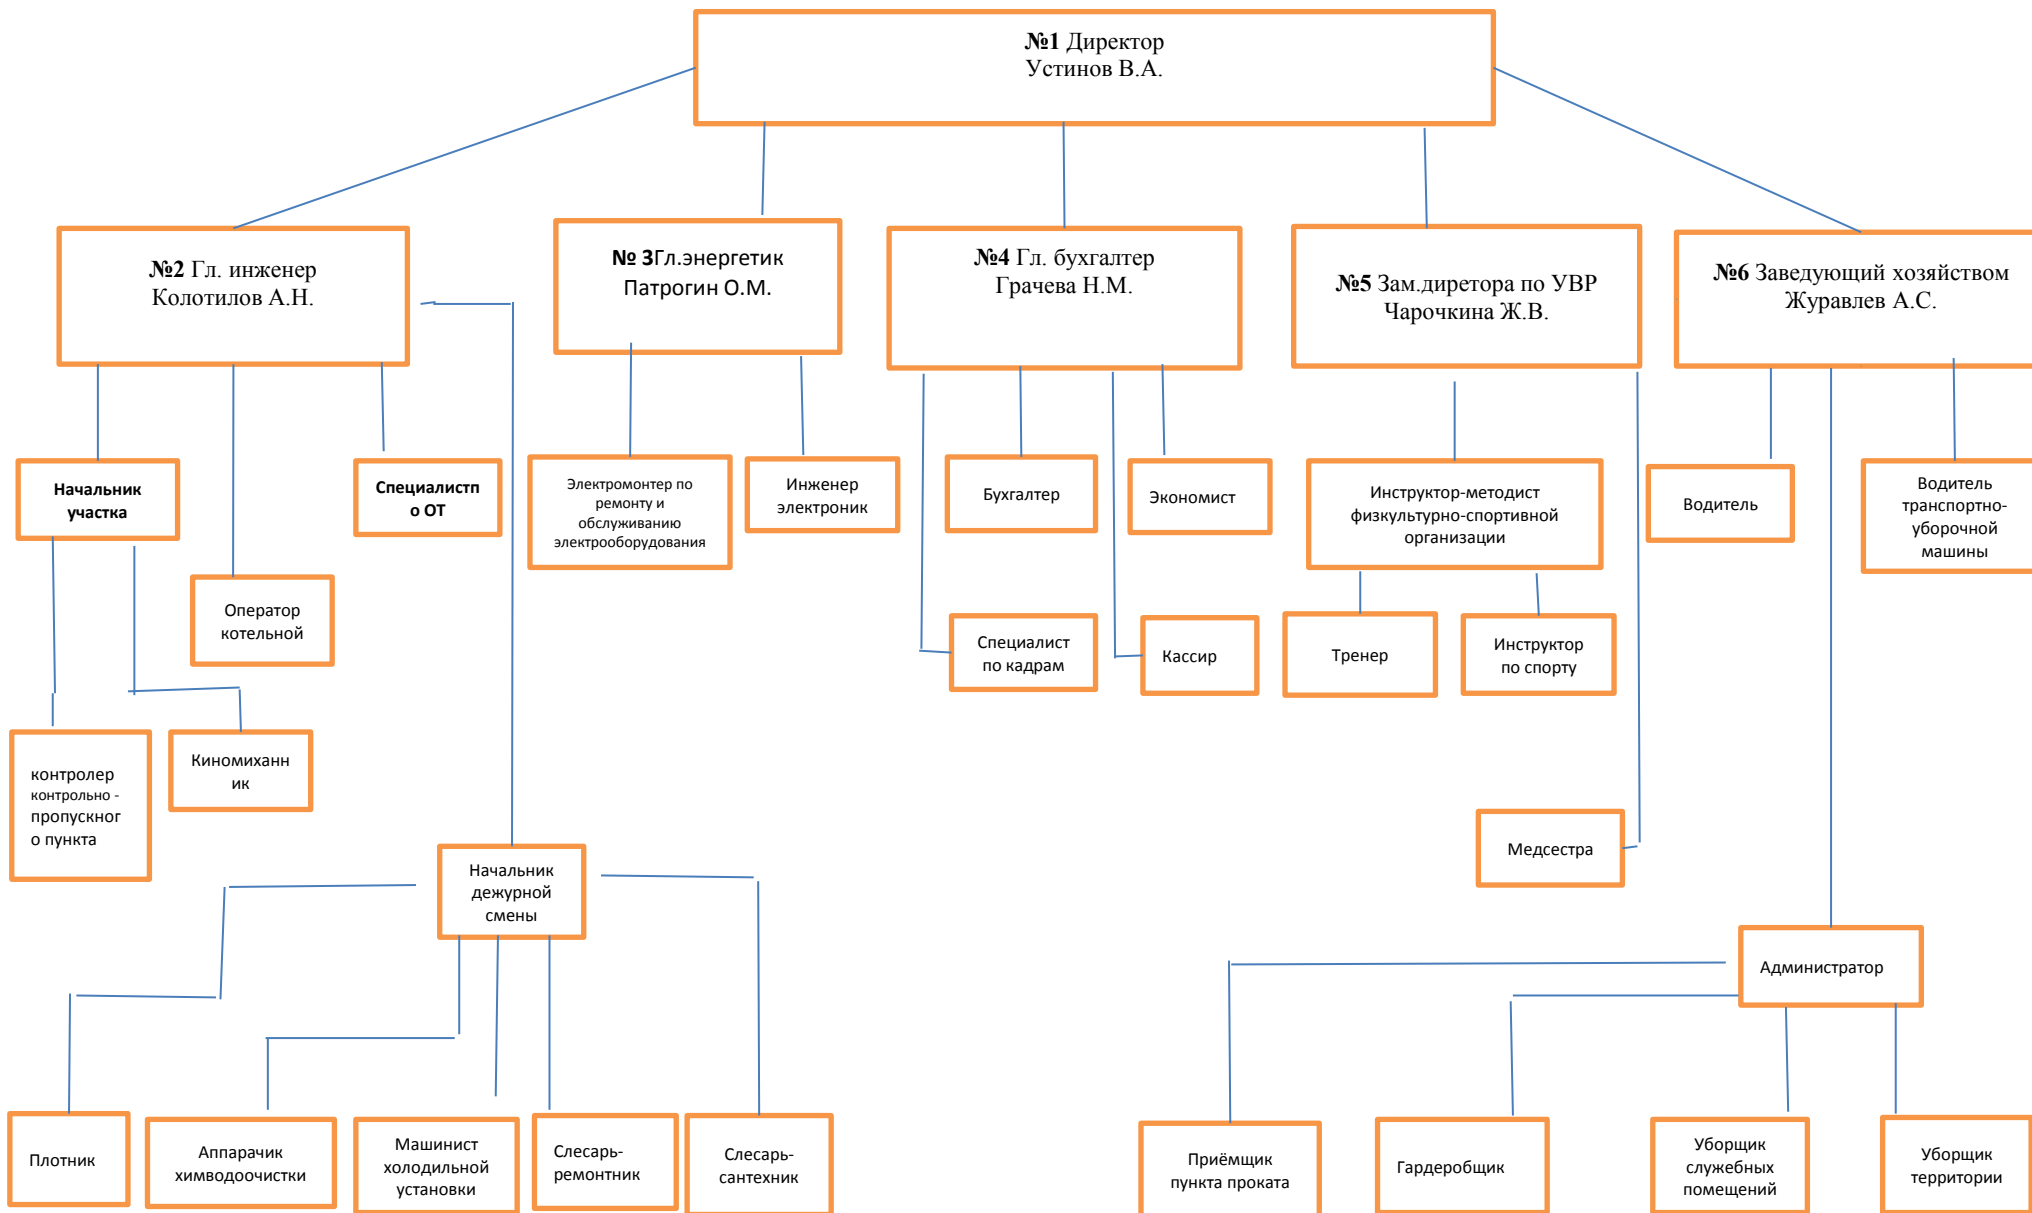 №1 Директор
Устинов В.А.
№2 Гл. инженер
Колотилов А.Н.
№ 3Гл.энергетик
Патрогин О.М.
№4 Гл. бухгалтер
Грачева Н.М.
№5 Зам.диретора по УВР
Чарочкина Ж.В.
№6 Заведующий хозяйством
Журавлев А.С.
Начальник
участка
Специалистп
о ОТ
Электромонтер по
ремонту и
обслуживанию
электрооборудования
Инженер
электроник
Бухгалтер
Экономист
Инструктор-методист
физкультурно-спортивной
организации
Водитель
Водитель
транспортно-
уборочной
машины
Оператор
котельной
Специалист
по кадрам
Кассир
Тренер
Инструктор
по спорту
контролер
контрольно -
пропускног
о пункта
Киномиханн
ик
Медсестра
Начальник
дежурной
смены
Администратор
Плотник
Аппарачик
химводоочистки
Машинист
холодильной
установки
Слесарь-
ремонтник
Слесарь-
сантехник
Приёмщик
пункта проката
Гардеробщик
Уборщик
служебных
помещений
Уборщик
территории